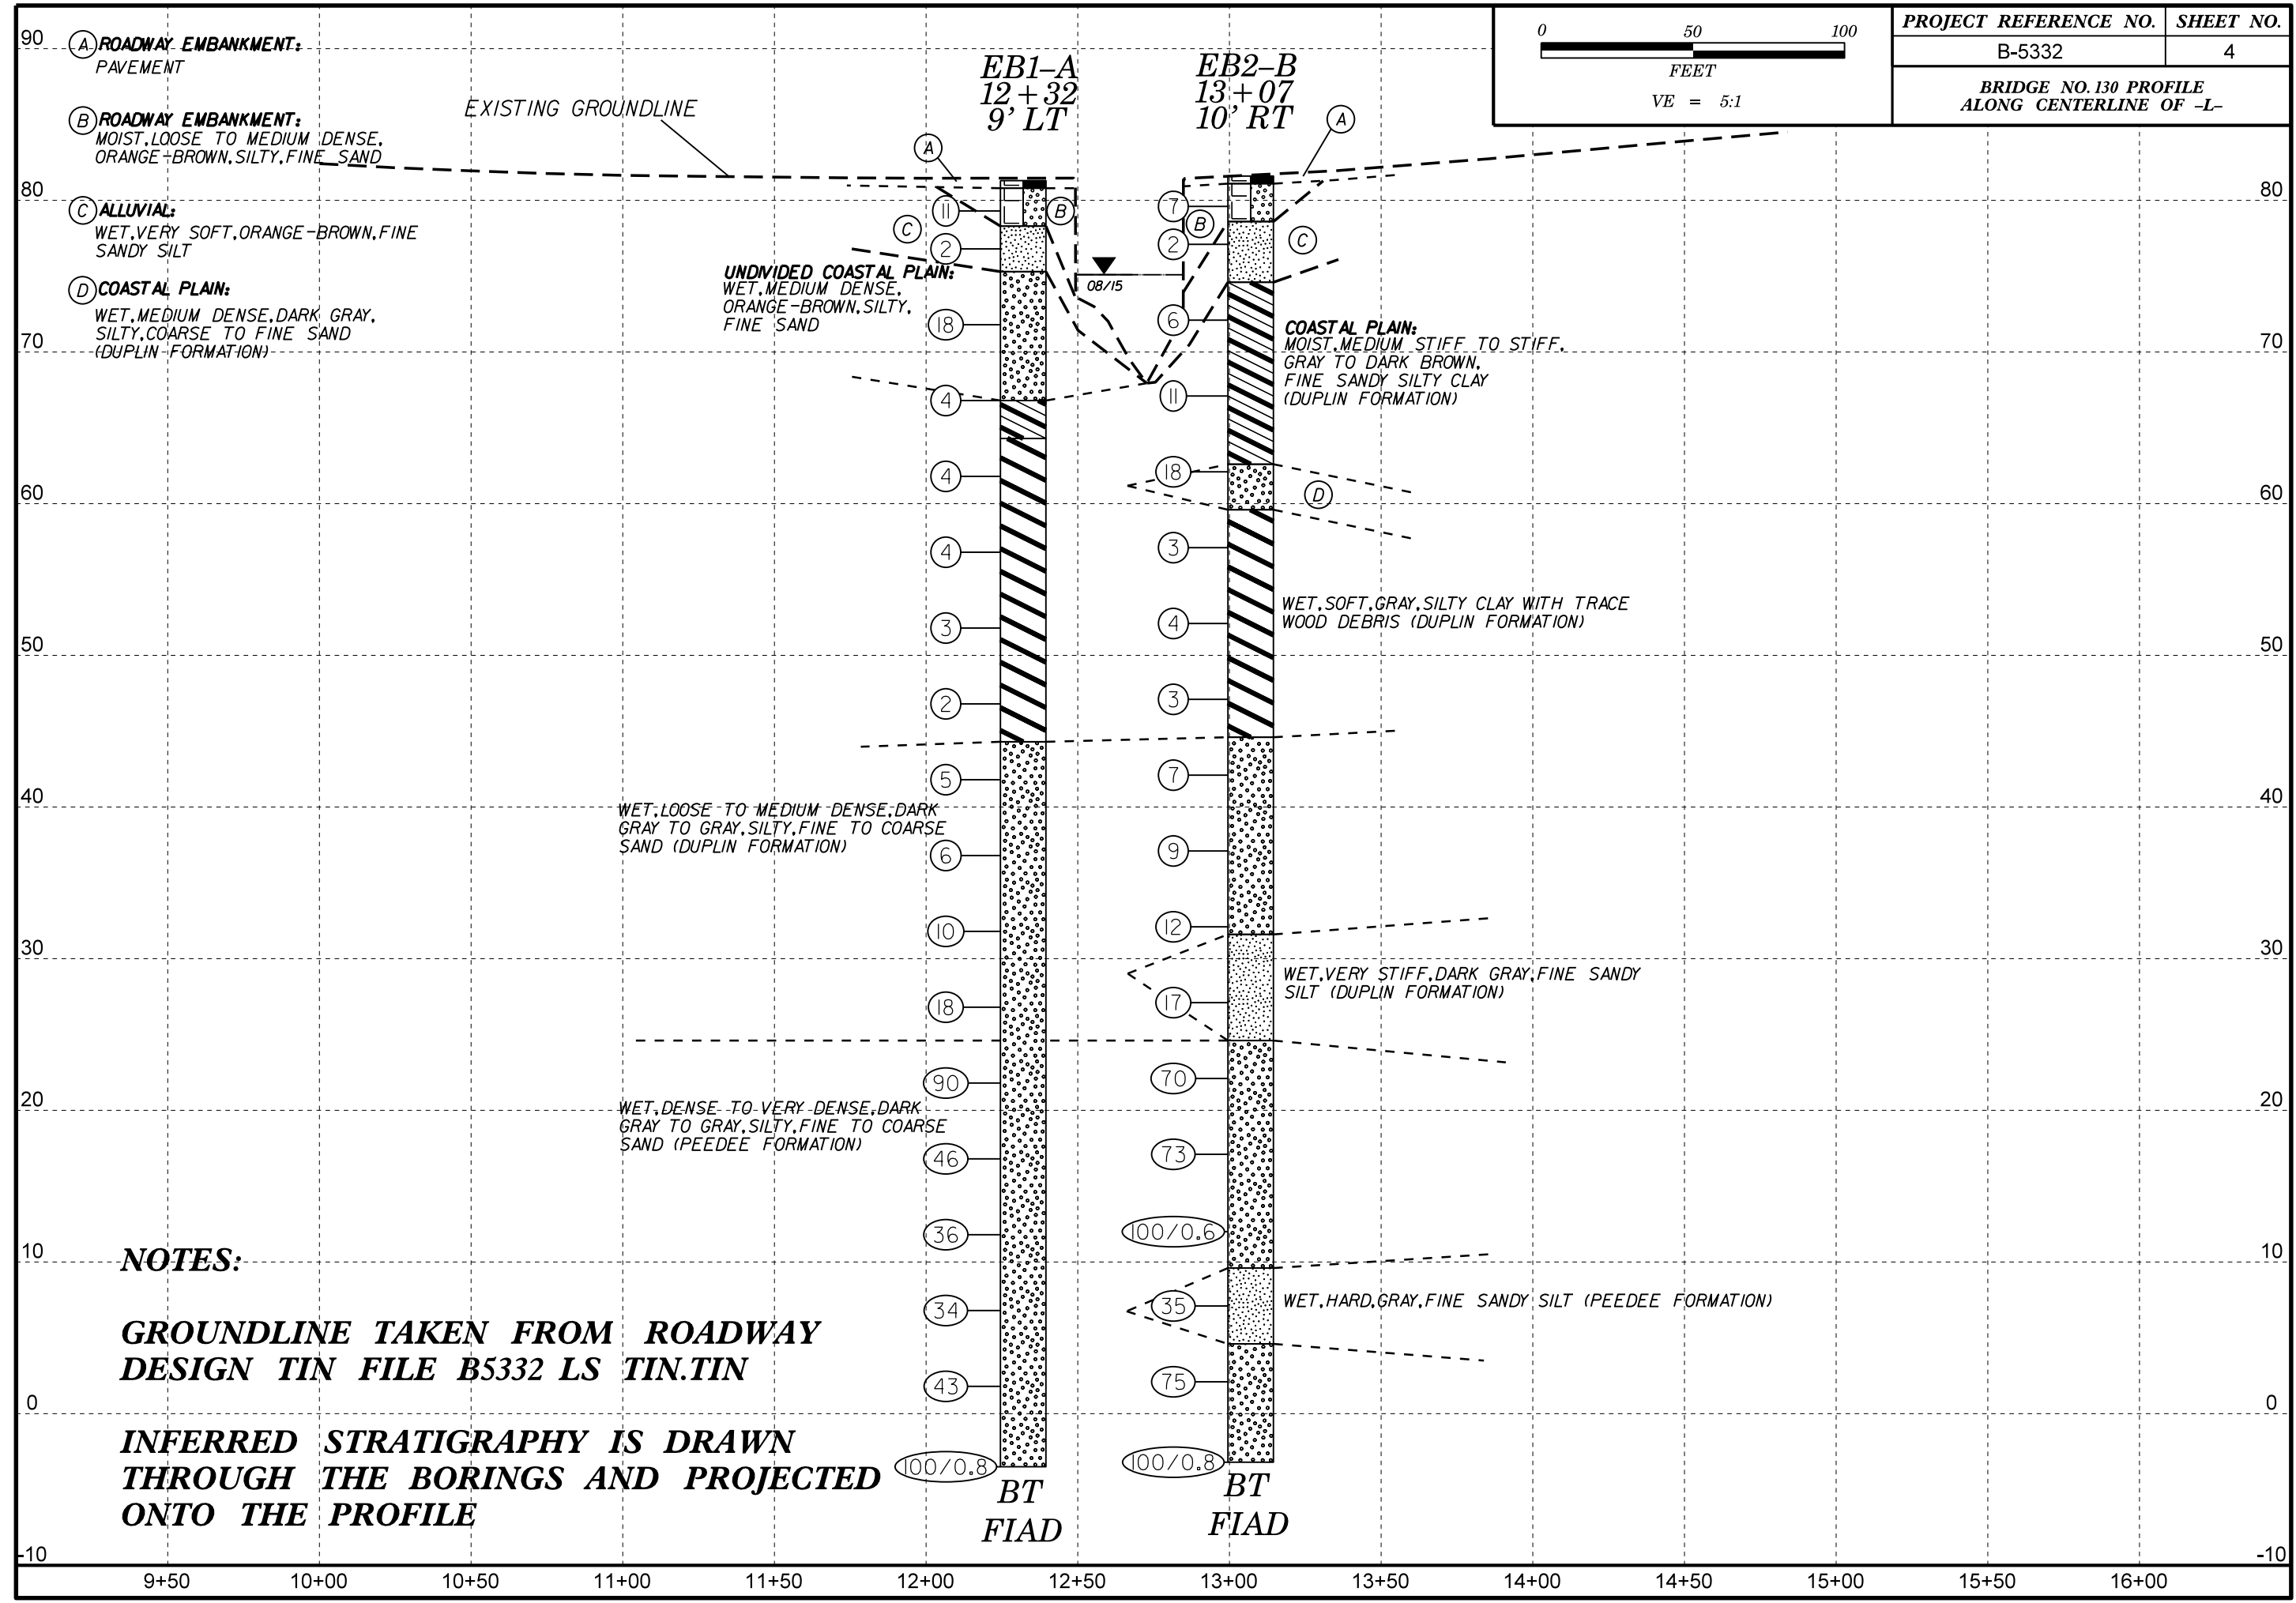 0 50 100
FEET
VE = 5:1
PROJECT REFERENCE NO. SHEET NO.
B-5332 4
BRIDGE NO. 130 PROFILE
ALONG CENTERLINE OF -L-
90
A ROADWAY EMBANKMENT:
PAVEMENT
B ROADWAY EMBANKMENT:
MOIST, LOOSE TO MEDIUM DENSE,
ORANGE-BROWN, SILTY, FINE SAND
C ALLUVIAL:
WET, VERY SOFT, ORANGE-BROWN, FINE
SANDY SILT
D COASTAL PLAIN:
WET, MEDIUM DENSE, DARK GRAY,
SILTY, COARSE TO FINE SAND
(DUPLIN FORMATION)
EXISTING GROUNDLINE
EB1-A
12+32
9' LT
EB2-B
13+07
10' RT
A
A
B
B
C
C
D
08/15
UNDIVIDED COASTAL PLAIN:
WET, MEDIUM DENSE,
ORANGE-BROWN, SILTY,
FINE SAND
COASTAL PLAIN:
MOIST, MEDIUM STIFF TO STIFF,
GRAY TO DARK BROWN,
FINE SANDY SILTY CLAY
(DUPLIN FORMATION)
WET, SOFT, GRAY, SILTY CLAY WITH TRACE
WOOD DEBRIS (DUPLIN FORMATION)
WET, LOOSE TO MEDIUM DENSE, DARK
GRAY TO GRAY, SILTY, FINE TO COARSE
SAND (DUPLIN FORMATION)
WET, VERY STIFF, DARK GRAY, FINE SANDY
SILT (DUPLIN FORMATION)
WET, DENSE TO VERY DENSE, DARK
GRAY TO GRAY, SILTY, FINE TO COARSE
SAND (PEEDEE FORMATION)
WET, HARD, GRAY, FINE SANDY SILT (PEEDEE FORMATION)
11
2
18
4
4
4
3
2
5
6
10
18
90
46
36
34
43
100/0.8
BT
FIAD
7
2
6
11
18
3
4
3
7
9
12
17
70
73
100/0.6
35
75
100/0.8
BT
FIAD
80 80
70 70
60 60
50 50
40 40
30 30
20 20
10 10
0 0
-10 -10
NOTES:
GROUNDLINE TAKEN FROM ROADWAY
DESIGN TIN FILE B5332 LS TIN.TIN
INFERRED STRATIGRAPHY IS DRAWN
THROUGH THE BORINGS AND PROJECTED
ONTO THE PROFILE
9+50 10+00 10+50 11+00 11+50 12+00 12+50 13+00 13+50 14+00 14+50 15+00 15+50 16+00